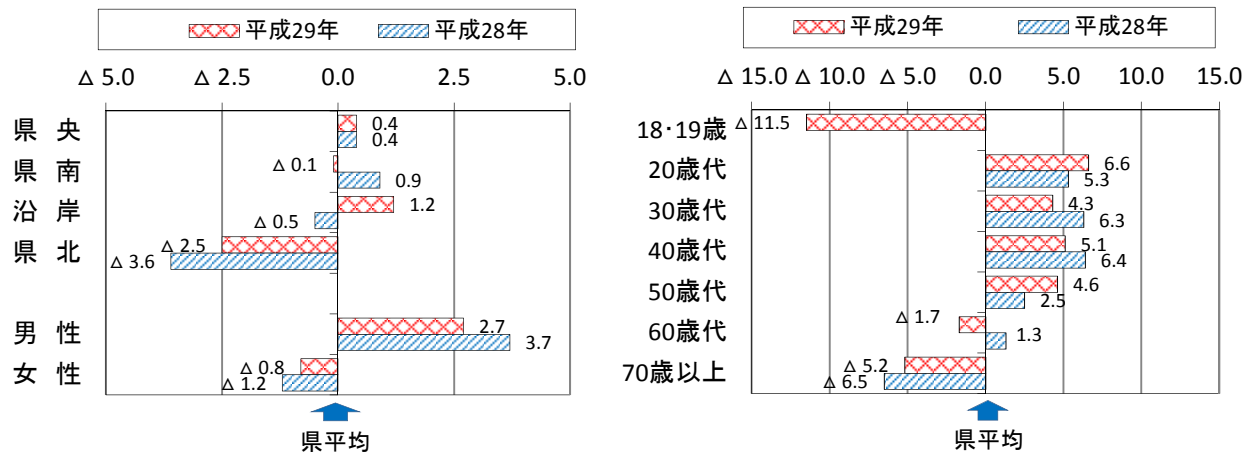 平成29年 平成28年
△ 5.0 △ 2.5 0.0 2.5 5.0
県 央 0.4
0.4
県 南 △ 0.1
0.9
沿 岸 1.2
△ 0.5
県 北 △ 2.5
△ 3.6
男 性 2.7
3.7
女 性 △ 0.8
△ 1.2
県平均
平成29年 平成28年
△ 15.0 △ 10.0 △ 5.0 0.0 5.0 10.0 15.0
18・19歳 △ 11.5
20歳代 6.6
5.3
30歳代 4.3
6.3
40歳代 5.1
6.4
50歳代 4.6
2.5
60歳代 △ 1.7
1.3
70歳以上 △ 5.2
△ 6.5
県平均